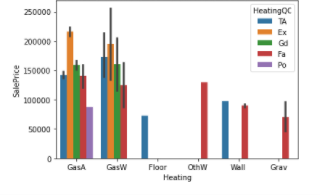 HeatingQC
TA
Ex
Gd
Fa
Po
SalePrice
250000
200000
150000
100000
50000
0
GasA GasW Floor OthW Wall Grav
Heating